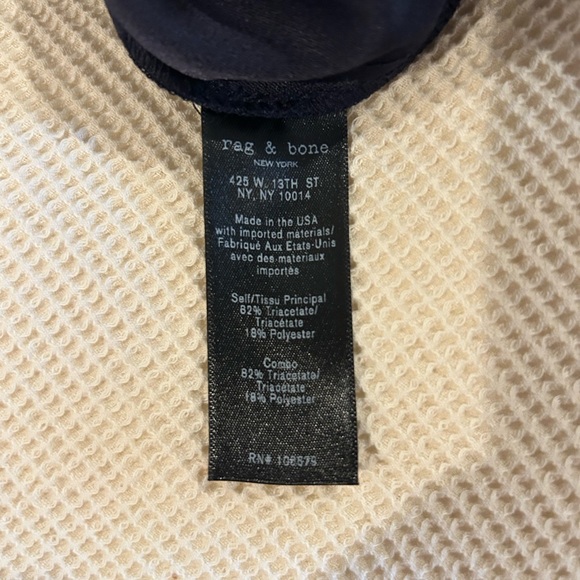 rag & bone
NEW YORK
425 W. 13TH ST
NY, NY 10014
Made in the USA
with imported materials/
Fabriqué Aux Etats-Unis
avec des materiaux
importés
Self/Tissu Principal
82% Triacetate/
Triacétate
18% Polyester
Combo
82% Triacetate/
Triacétate
18% Polyester
RN#